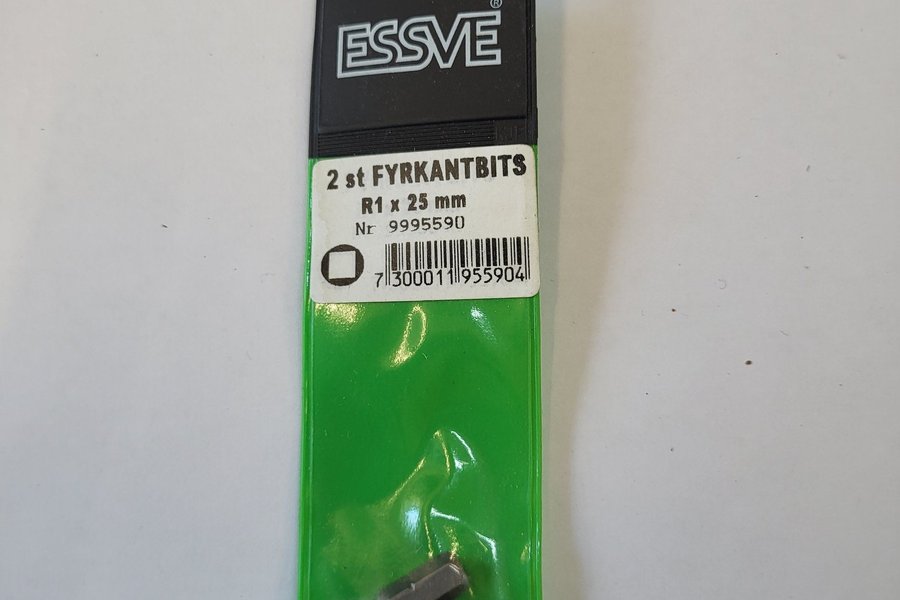 ESSVE®
2 st FYRKANTBITS
R1 x 25 mm
Nr 9995590
7 300011 955904